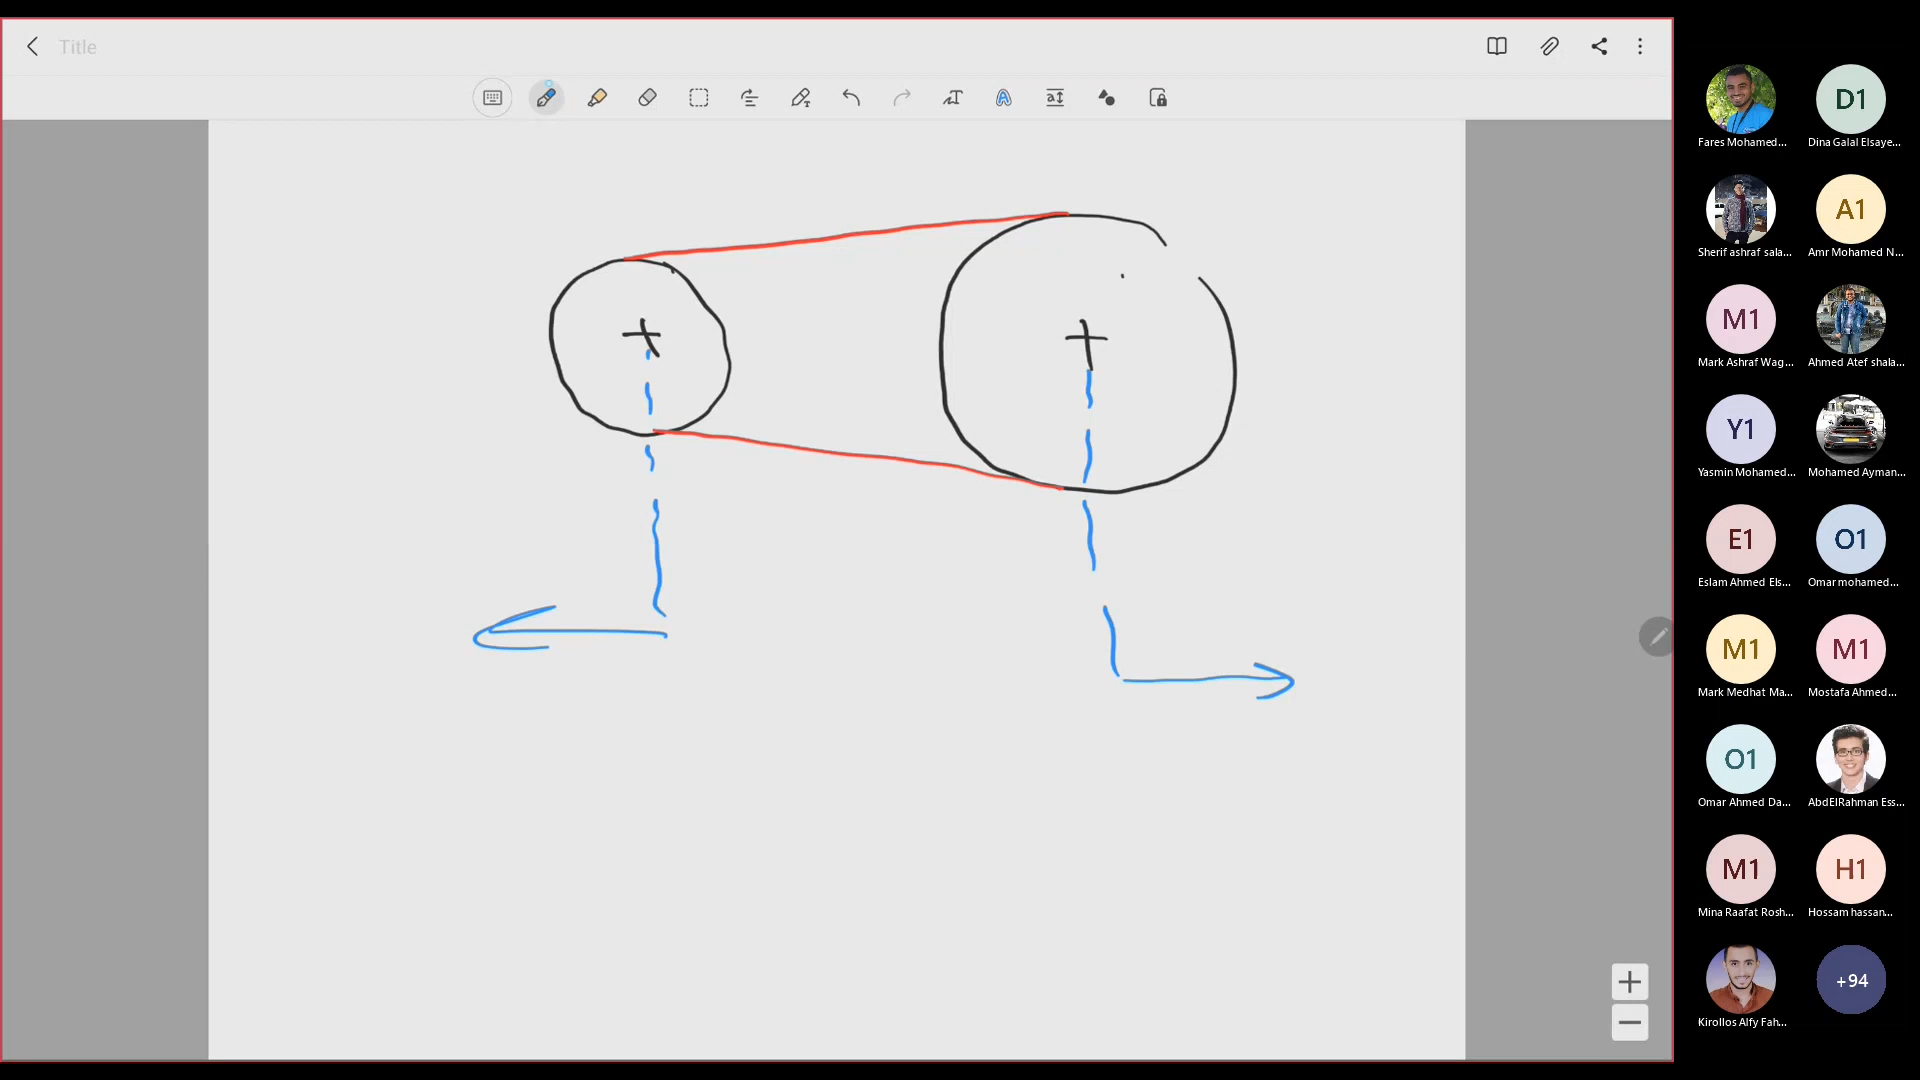 Title
Fares Mohamed...
D1
Dina Galal Elsaye...
Sherif ashraf sala...
A1
Amr Mohamed N...
M1
Mark Ashraf Wag...
Ahmed Atef shala...
Y1
Yasmin Mohamed...
Mohamed Ayman...
E1
Eslam Ahmed Els...
O1
Omar mohamed...
M1
Mark Medhat Ma...
M1
Mostafa Ahmed...
O1
Omar Ahmed Da...
AbdElRahman Ess...
M1
Mina Raafat Rosh...
H1
Hossam hassan...
Kirollos Alfy Fah...
+94